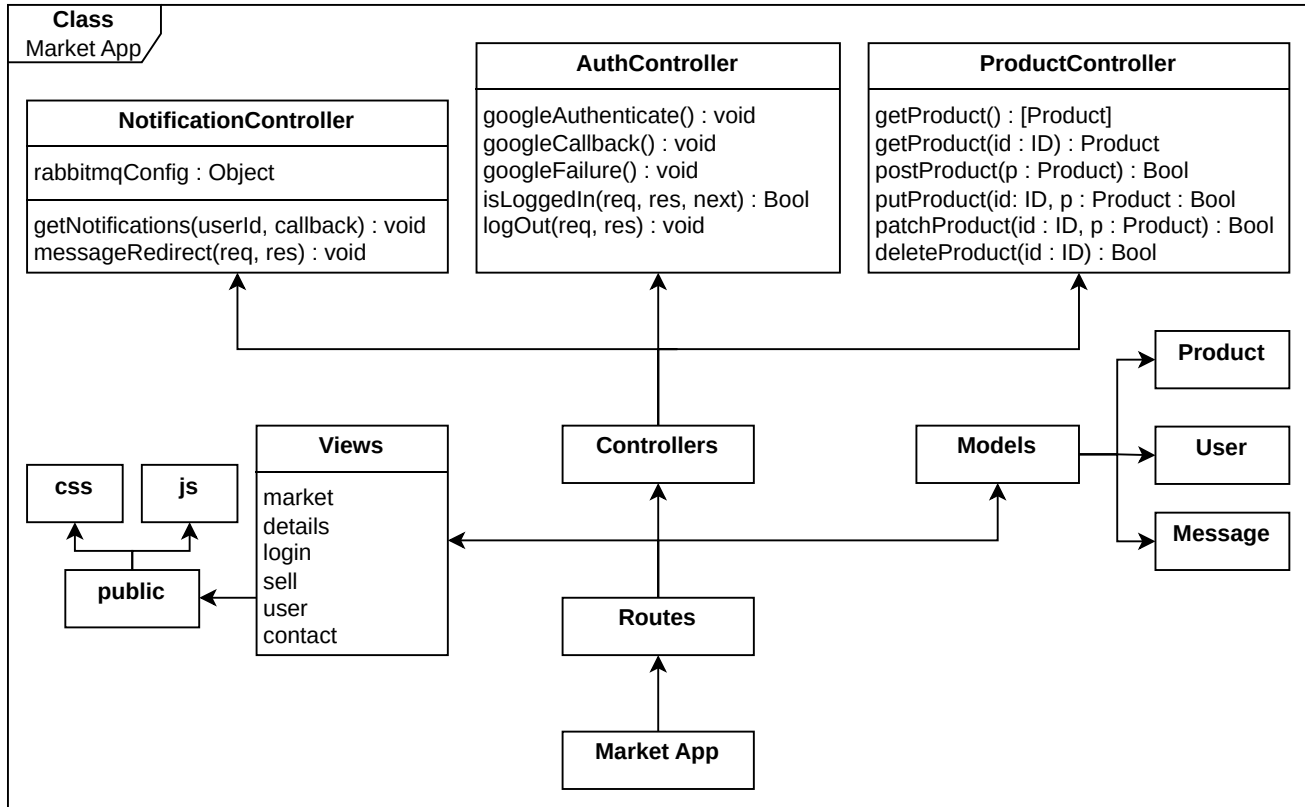 Class
Market App
NotificationController
rabbitmqConfig : Object
getNotifications(userId, callback) : void
messageRedirect(req, res) : void
AuthController
googleAuthenticate() : void
googleCallback() : void
googleFailure() : void
isLoggedIn(req, res, next) : Bool
logOut(req, res) : void
ProductController
getProduct() : [Product]
getProduct(id : ID) : Product
postProduct(p : Product) : Bool
putProduct(id: ID, p : Product : Bool
patchProduct(id : ID, p : Product) : Bool
deleteProduct(id : ID) : Bool
css
js
public
Views
market
details
login
sell
user
contact
Controllers
Models
Product
User
Message
Routes
Market App